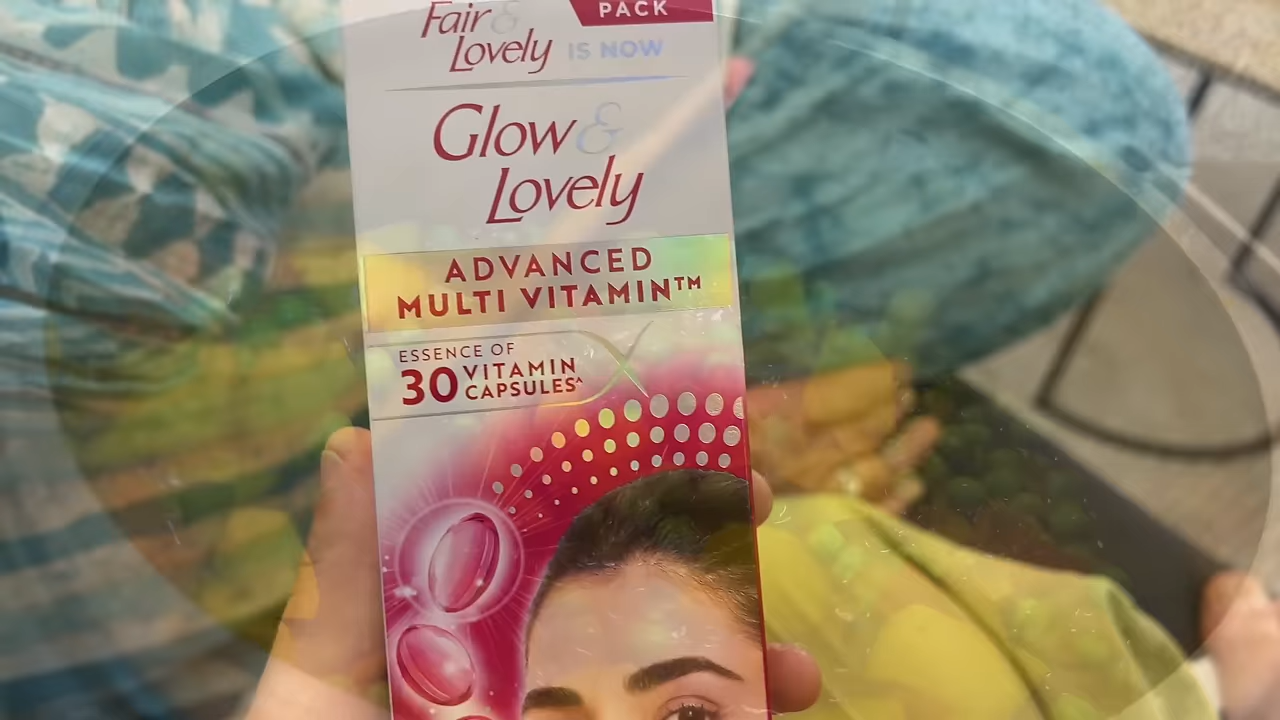 PACK
Fair &
Lovely IS NOW
Glow &
Lovely
ADVANCED
MULTI VITAMIN™
ESSENCE OF
30 VITAMIN
CAPSULES^